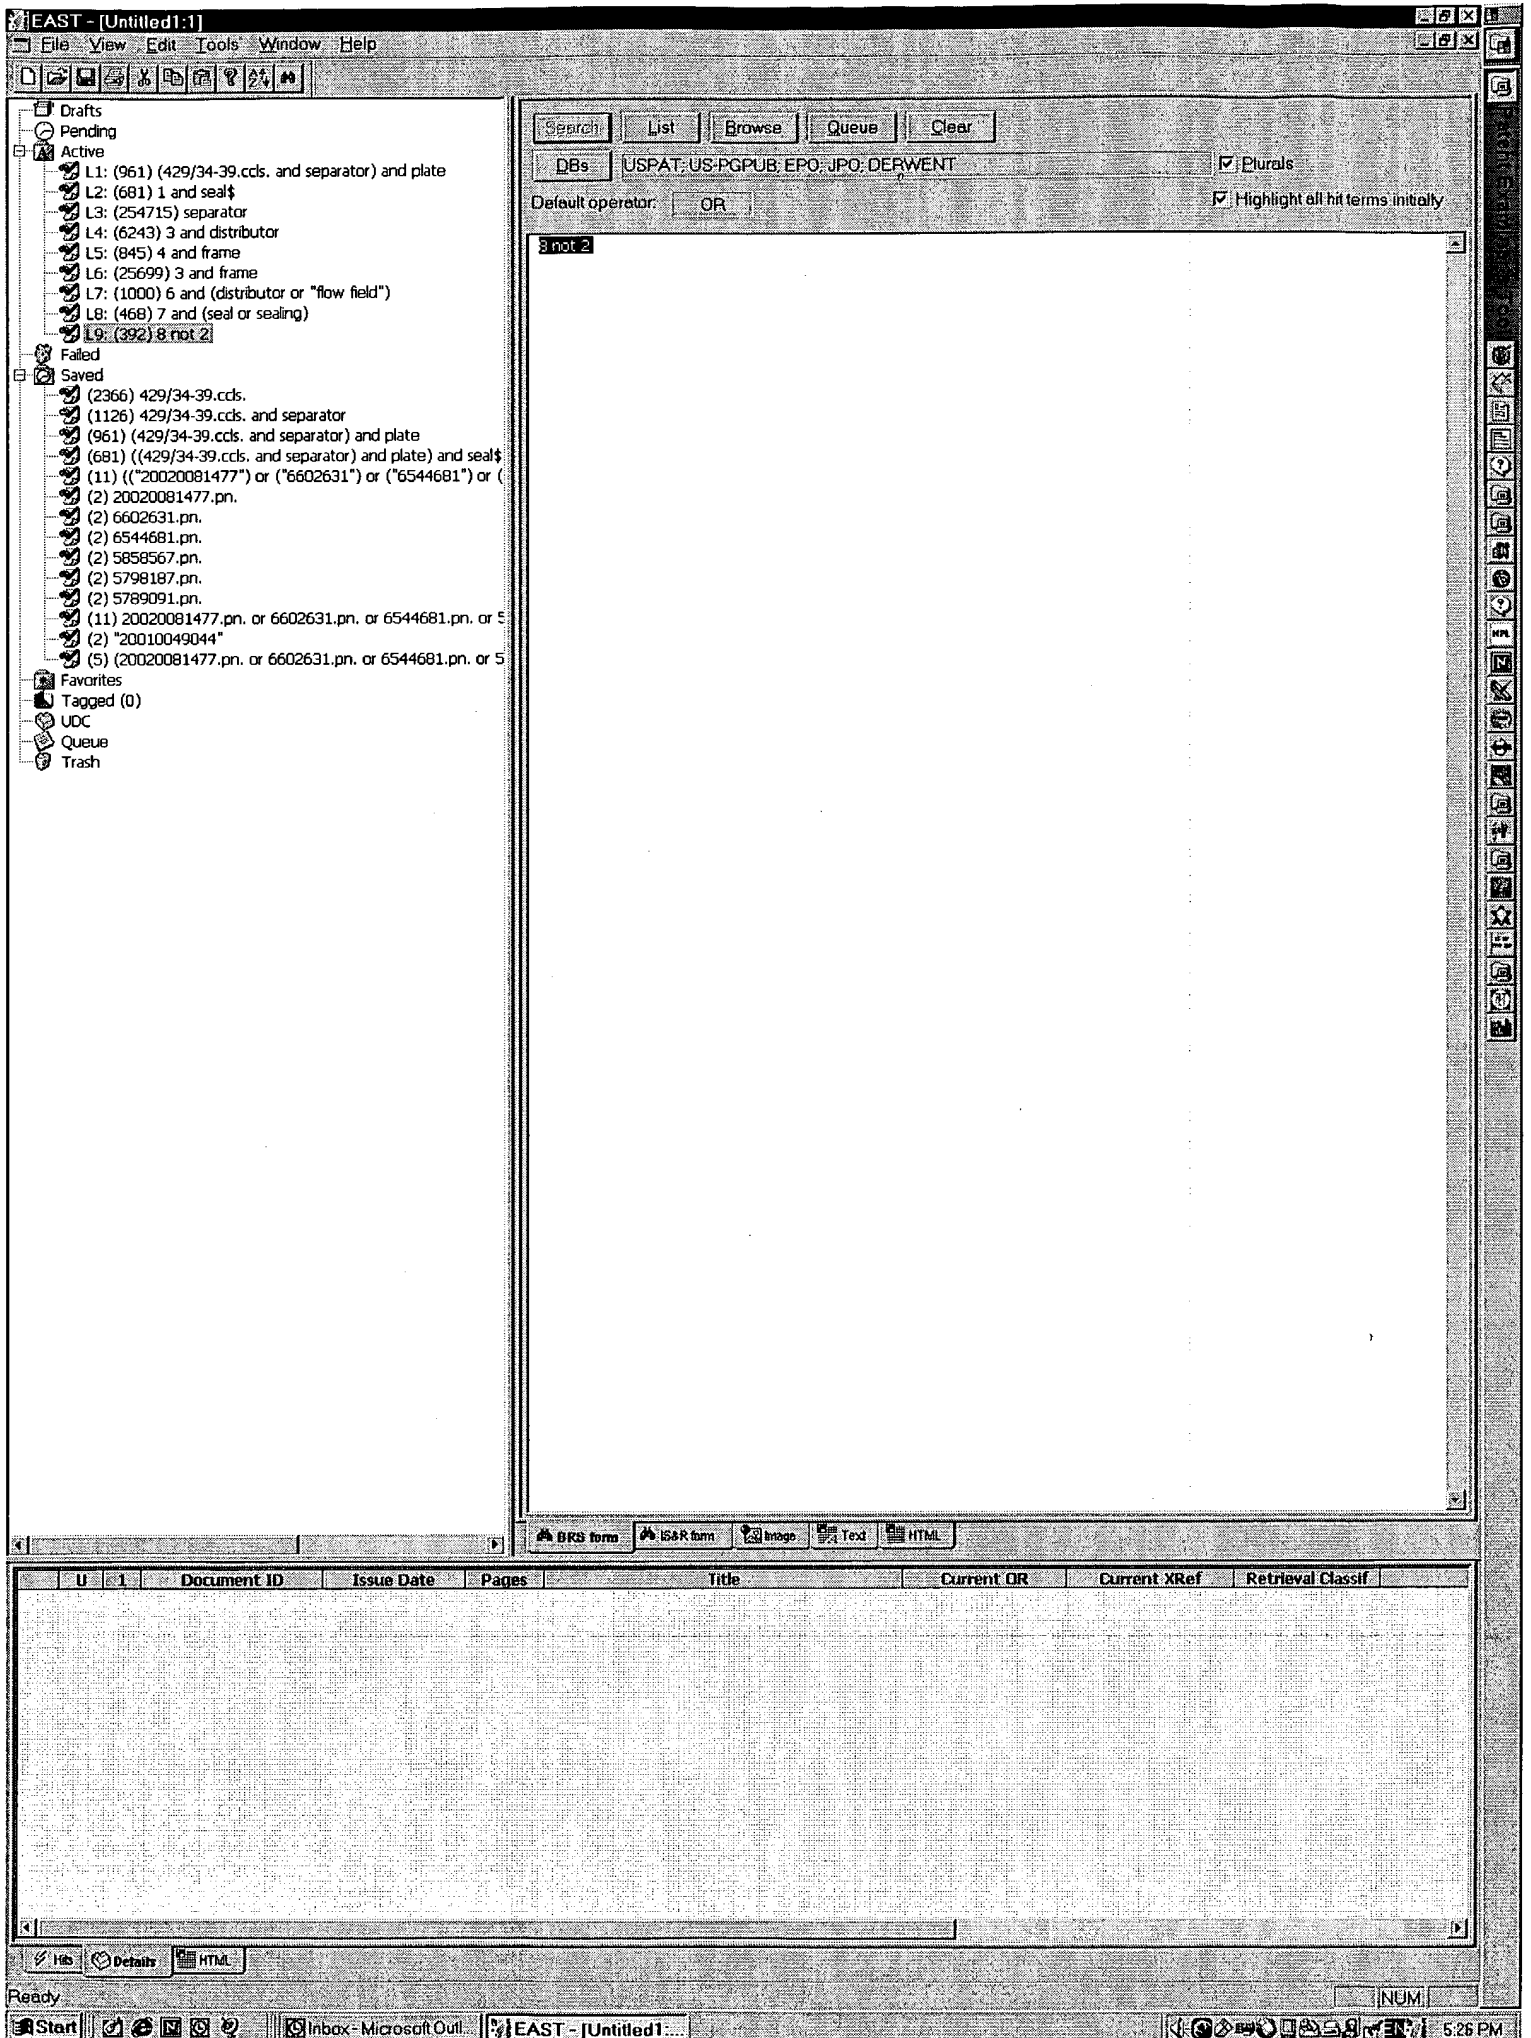 EAST - [Untitled1:1]
File View Edit Tools Window Help
Drafts
Pending
Active
L1: (961) (429/34-39.ccls. and separator) and plate
L2: (681) 1 and seal$
L3: (254715) separator
L4: (6243) 3 and distributor
L5: (845) 4 and frame
L6: (25699) 3 and frame
L7: (1000) 6 and (distributor or "flow field")
L8: (468) 7 and (seal or sealing)
L9: (392) 8 not 2
Failed
Saved
(2366) 429/34-39.ccls.
(1126) 429/34-39.ccls. and separator
(961) (429/34-39.ccls. and separator) and plate
(681) ((429/34-39.ccls. and separator) and plate) and seal$
(11) (("20020081477") or ("6602631") or ("6544681") or (
(2) 20020081477.pn.
(2) 6602631.pn.
(2) 6544681.pn.
(2) 5858567.pn.
(2) 5798187.pn.
(2) 5789091.pn.
(11) 20020081477.pn. or 6602631.pn. or 6544681.pn. or 5
(2) "20010049044"
(5) (20020081477.pn. or 6602631.pn. or 6544681.pn. or 5
Favorites
Tagged (0)
UDC
Queue
Trash
Search List Browse Queue Clear
DBs USPAT; US-PGPUB; EPO; JPO; DERWENT Plurals
Default operator: OR Highlight all hit terms initially
8 not 2
BRS form IS&R form Image Text HTML
U 1 Document ID Issue Date Pages Title Current OR Current XRef Retrieval Classif
Hits Details HTML
Ready NUM
Start Inbox - Microsoft Outl... EAST - [Untitled1:... EN 5:26 PM